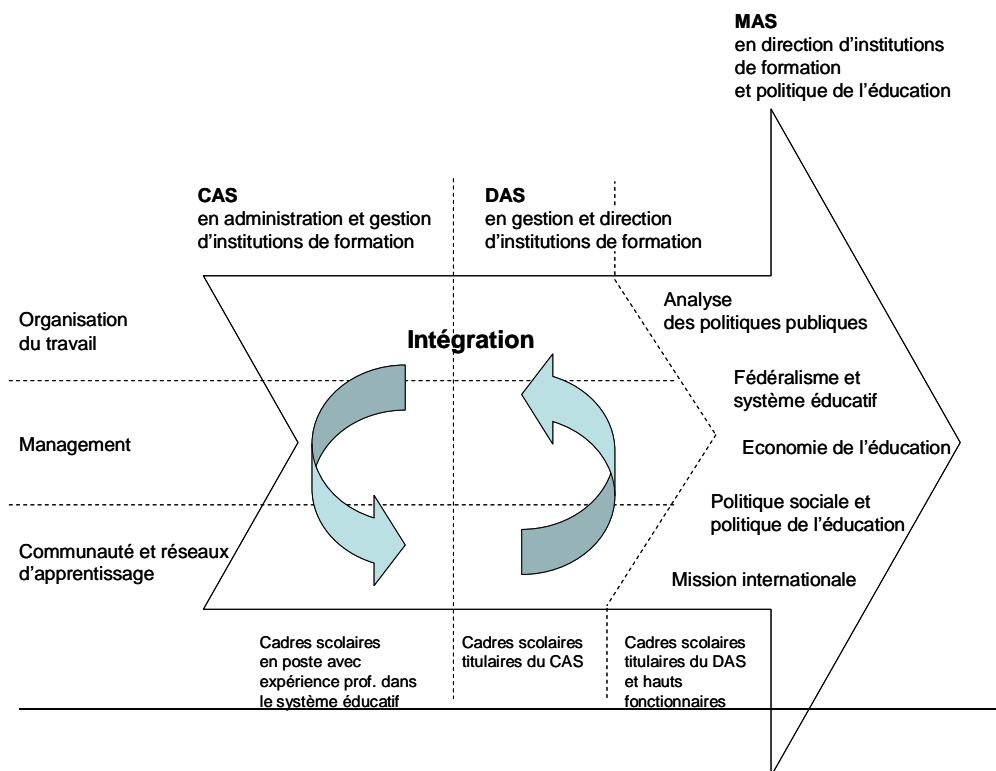 MAS
en direction d'institutions
de formation
et politique de l'éducation
CAS
en administration et gestion
d'institutions de formation
DAS
en gestion et direction
d'institutions de formation
Organisation
du travail
Management
Communauté et réseaux
d'apprentissage
Intégration
Analyse
des politiques publiques
Fédéralisme et
système éducatif
Economie de l'éducation
Politique sociale et
politique de l'éducation
Mission internationale
Cadres scolaires
en poste avec
expérience prof. dans
le système éducatif
Cadres scolaires
titulaires du CAS
Cadres scolaires
titulaires du DAS
et hauts
fonctionnaires